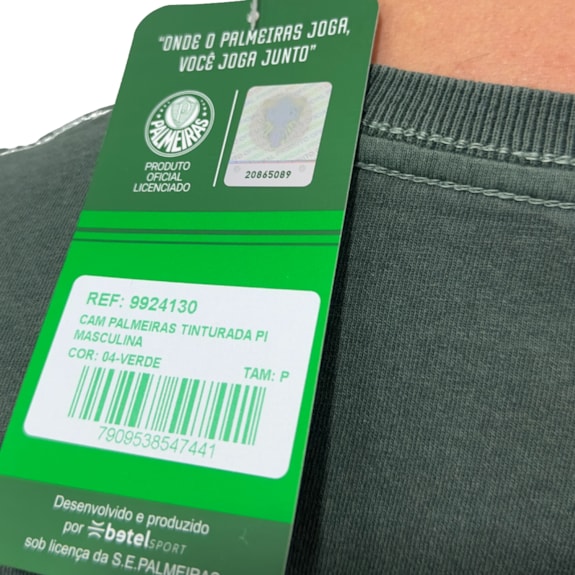 "ONDE O PALMEIRAS JOGA,
VOCÊ JOGA JUNTO"
PALMEIRAS
PRODUTO
OFICIAL
LICENCIADO
20865089
REF: 9924130
CAM PALMEIRAS TINTURADA PI
MASCULINA
COR: 04-VERDE
TAM: P
7909538547441
Desenvolvido e produzido
por betel SPORT
sob licença da S.E.PALMEIRAS